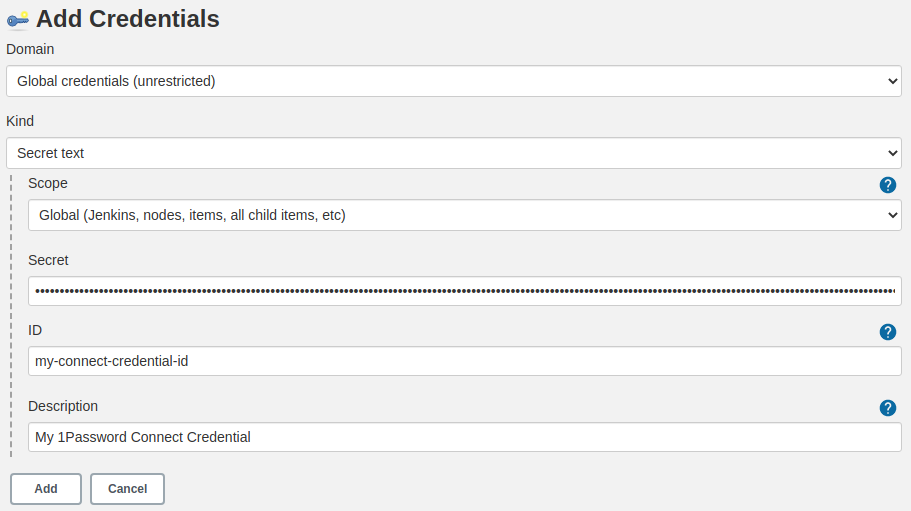 Add Credentials
Domain
Global credentials (unrestricted)
Kind
Secret text
Scope
?
Global (Jenkins, nodes, items, all child items, etc)
Secret
ID
?
my-connect-credential-id
Description
?
My 1Password Connect Credential
Add Cancel